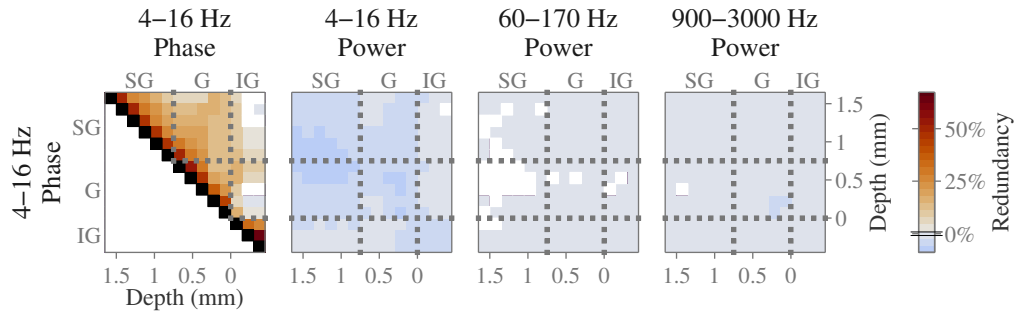 4–16 Hz Phase
4–16 Hz Power
60–170 Hz Power
900–3000 Hz Power
SG G IG
SG G IG
SG G IG
SG G IG
4–16 Hz Phase
SG
G
IG
1.5 1 0.5 0
Depth (mm)
1.5 1 0.5 0
1.5 1 0.5 0
1.5 1 0.5 0
1.5
1
0.5
0
Depth (mm)
50%
25%
0%
Redundancy